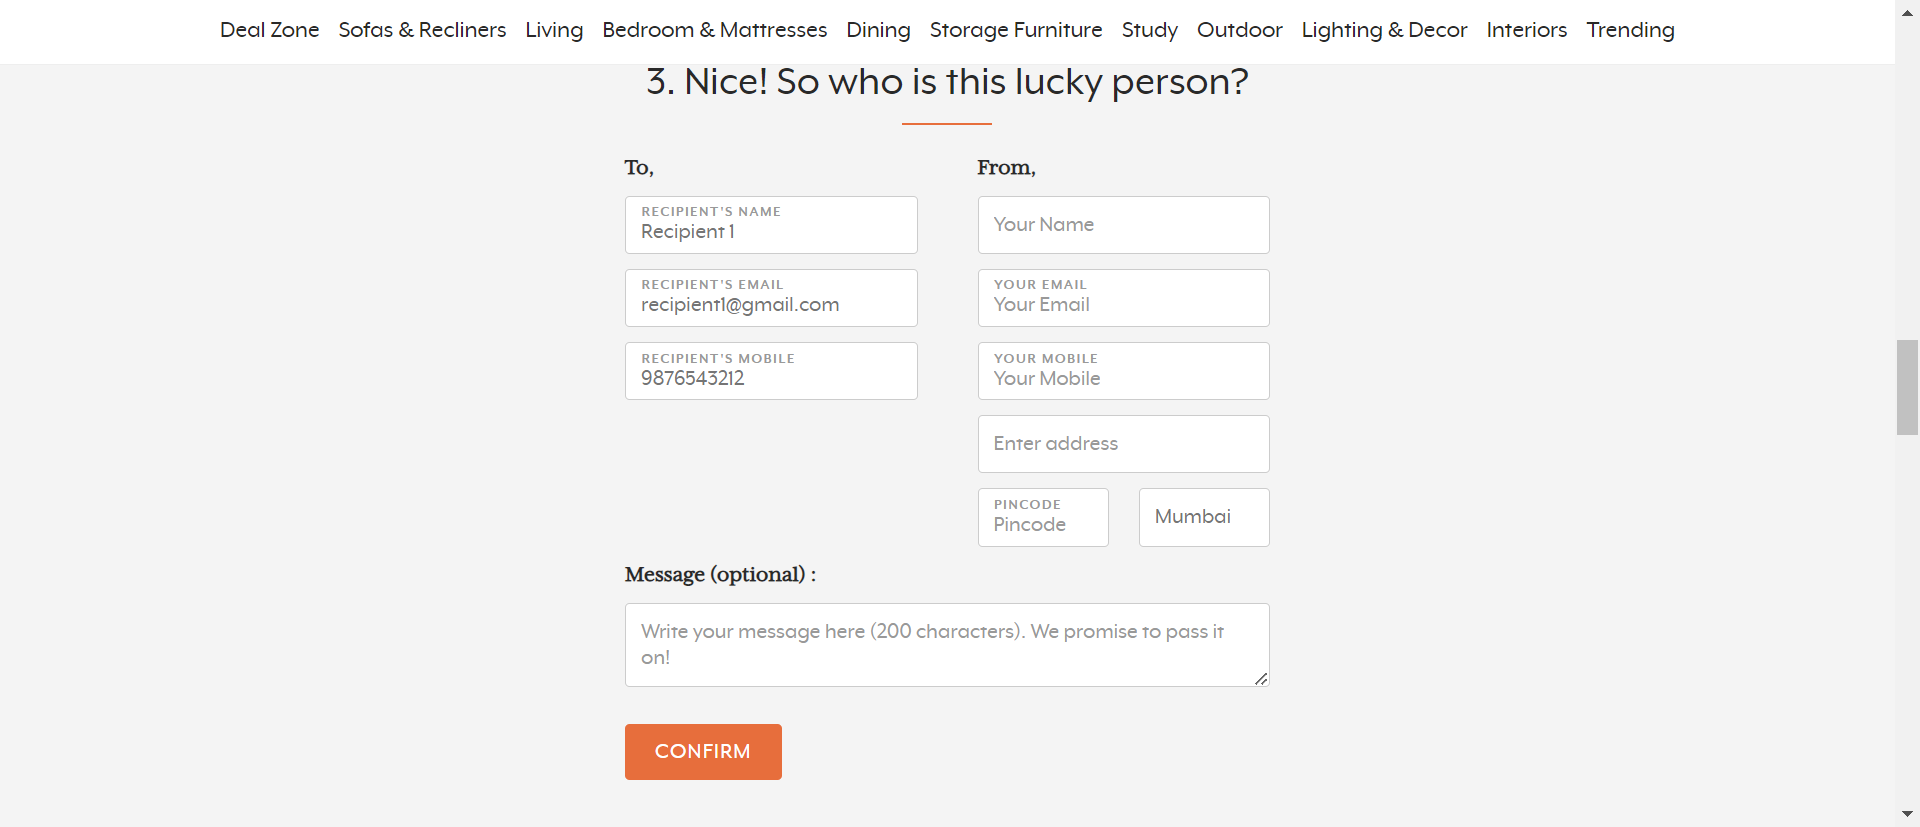 Deal Zone Sofas & Recliners Living Bedroom & Mattresses Dining Storage Furniture Study Outdoor Lighting & Decor Interiors Trending
3. Nice! So who is this lucky person?
To,
RECIPIENT'S NAME
Recipient 1
RECIPIENT'S EMAIL
recipient1@gmail.com
RECIPIENT'S MOBILE
9876543212
From,
Your Name
YOUR EMAIL
Your Email
YOUR MOBILE
Your Mobile
Enter address
PINCODE
Pincode
Mumbai
Message (optional) :
Write your message here (200 characters). We promise to pass it
on!
CONFIRM